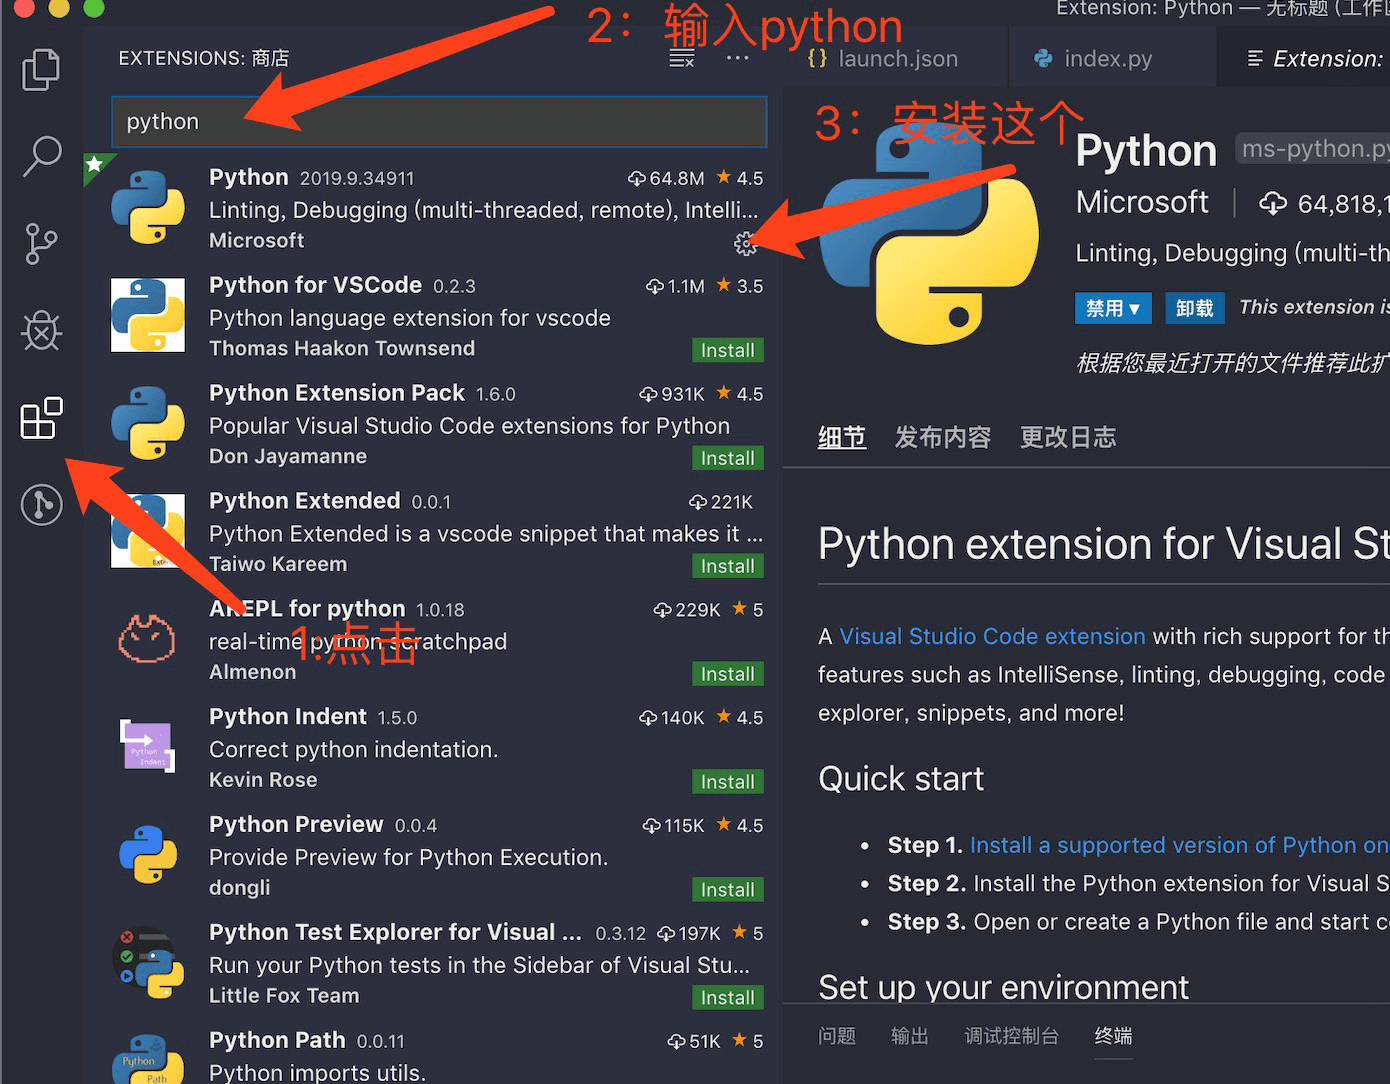 Extension: Python — 无标题 (工作区
2：输入python
EXTENSIONS: 商店
launch.json
index.py
Extension:
python
3：安装这个
Python 2019.9.34911 64.8M 4.5
Linting, Debugging (multi-threaded, remote), Intelli...
Microsoft
Python for VSCode 0.2.3 1.1M 3.5
Python language extension for vscode
Thomas Haakon Townsend
Install
Python Extension Pack 1.6.0 931K 4.5
Popular Visual Studio Code extensions for Python
Don Jayamanne
Install
Python Extended 0.0.1 221K
Python Extended is a vscode snippet that makes it ...
Taiwo Kareem
Install
AREPL for python 1.0.18 229K 5
real-time python scratchpad
1:点击
Almenon
Install
Python Indent 1.5.0 140K 4.5
Correct python indentation.
Kevin Rose
Install
Python Preview 0.0.4 115K 4.5
Provide Preview for Python Execution.
dongli
Install
Python Test Explorer for Visual ... 0.3.12 197K 5
Run your Python tests in the Sidebar of Visual Stu...
Little Fox Team
Install
Python Path 0.0.11 51K 5
Python imports utils.
Python
Indent
Python
Path
Python ms-python.py
Microsoft 64,818,1
Linting, Debugging (multi-th
禁用 卸载 This extension is
根据您最近打开的文件推荐此扩
细节 发布内容 更改日志
Python extension for Visual St
A Visual Studio Code extension with rich support for th
features such as IntelliSense, linting, debugging, code
explorer, snippets, and more!
Quick start
• Step 1. Install a supported version of Python on
• Step 2. Install the Python extension for Visual S
• Step 3. Open or create a Python file and start co
Set up your environment
问题 输出 调试控制台 终端